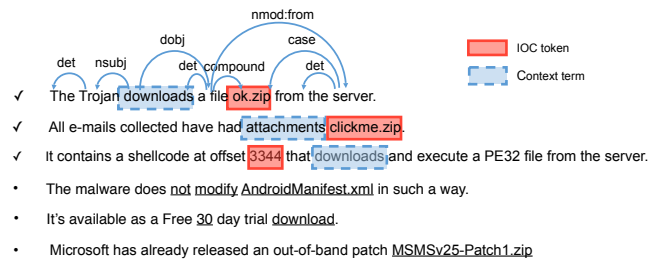 nmod:from
dobj case
det nsubj det compound det
IOC token
Context term
✓ The Trojan downloads a file ok.zip from the server.
✓ All e-mails collected have had attachments clickme.zip.
✓ It contains a shellcode at offset 3344 that downloads and execute a PE32 file from the server.
• The malware does not modify AndroidManifest.xml in such a way.
• It's available as a Free 30 day trial download.
• Microsoft has already released an out-of-band patch MSMSv25-Patch1.zip